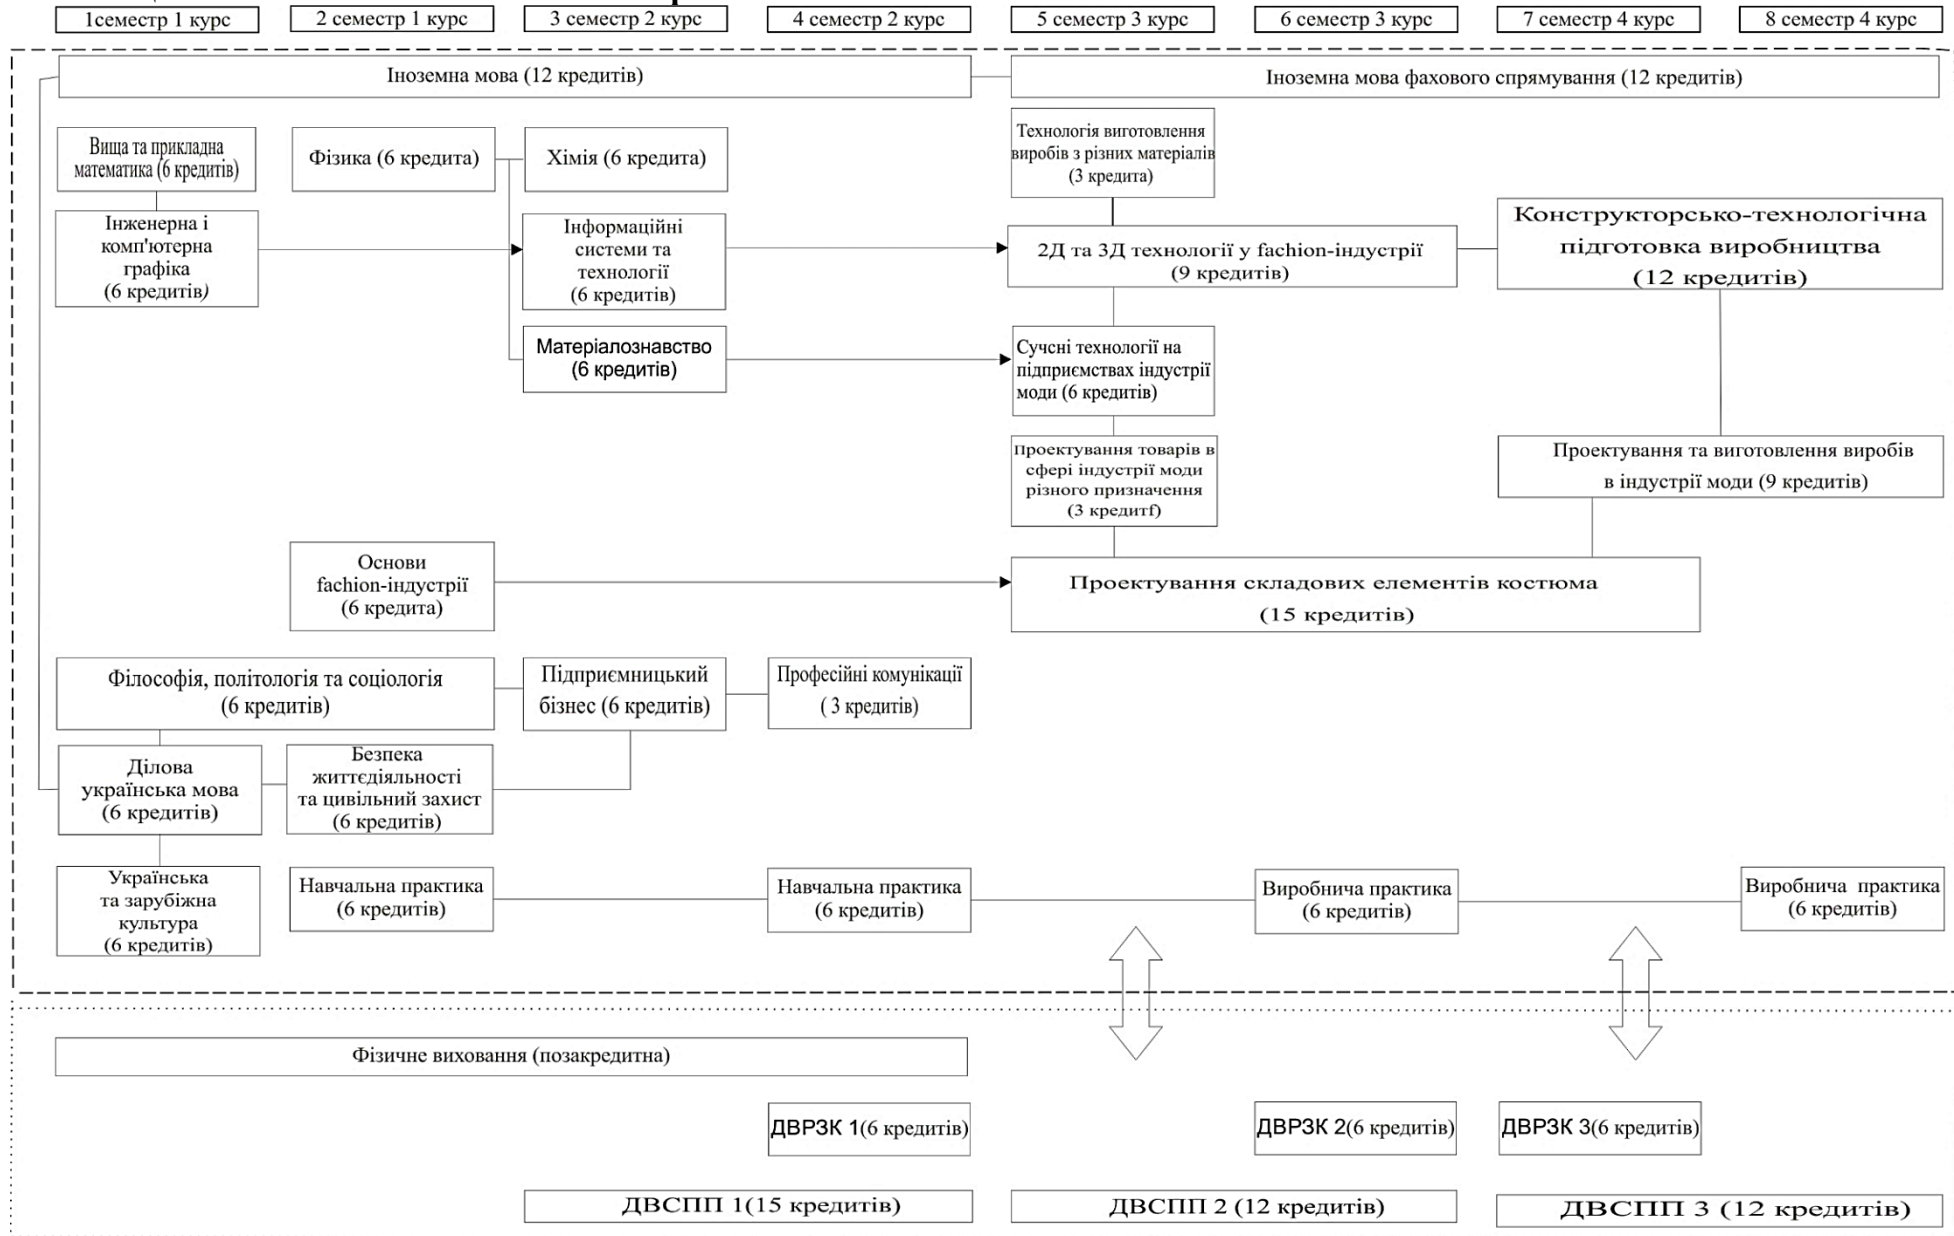 1семестр 1 курс
2 семестр 1 курс
3 семестр 2 курс
4 семестр 2 курс
5 семестр 3 курс
6 семестр 3 курс
7 семестр 4 курс
8 семестр 4 курс
Іноземна мова (12 кредитів)
Іноземна мова фахового спрямування (12 кредитів)
Вища та прикладна
математика (6 кредитів)
Фізика (6 кредита)
Хімія (6 кредита)
Технологія виготовлення
виробів з різних матеріалів
(3 кредита)
Інженерна і
комп'ютерна
графіка
(6 кредитів)
Інформаційні
системи та
технології
(6 кредитів)
2Д та 3Д технології у fachion-індустрії
(9 кредитів)
Конструкторсько-технологічна
підготовка виробництва
(12 кредитів)
Матеріалознавство
(6 кредитів)
Сучсні технології на
підприємствах індустрії
моди (6 кредитів)
Проектування товарів в
сфері індустрії моди
різного призначення
(3 кредитf)
Проектування та виготовлення виробів
в індустрії моди (9 кредитів)
Основи
fachion-індустрії
(6 кредита)
Проектування складових елементів костюма
(15 кредитів)
Філософія, політологія та соціологія
(6 кредитів)
Підприємницький
бізнес (6 кредитів)
Професійні комунікації
( 3 кредитів)
Ділова
українська мова
(6 кредитів)
Безпека
життєдіяльності
та цивільний захист
(6 кредитів)
Українська
та зарубіжна
культура
(6 кредитів)
Навчальна практика
(6 кредитів)
Навчальна практика
(6 кредитів)
Виробнича практика
(6 кредитів)
Виробнича практика
(6 кредитів)
Фізичне виховання (позакредитна)
ДВРЗК 1(6 кредитів)
ДВРЗК 2(6 кредитів)
ДВРЗК 3(6 кредитів)
ДВСПП 1(15 кредитів)
ДВСПП 2 (12 кредитів)
ДВСПП 3 (12 кредитів)